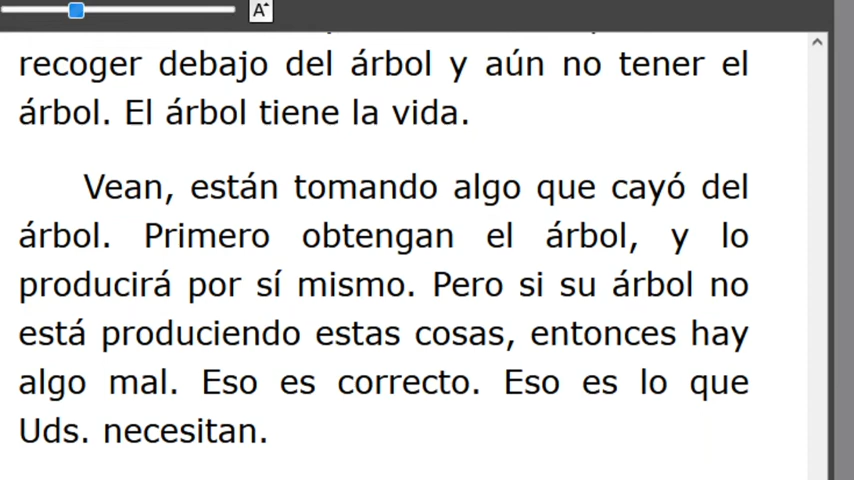 A
recoger debajo del árbol y aún no tener el
árbol. El árbol tiene la vida.
Vean, están tomando algo que cayó del
árbol. Primero obtengan el árbol, y lo
producirá por sí mismo. Pero si su árbol no
está produciendo estas cosas, entonces hay
algo mal. Eso es correcto. Eso es lo que
Uds. necesitan.